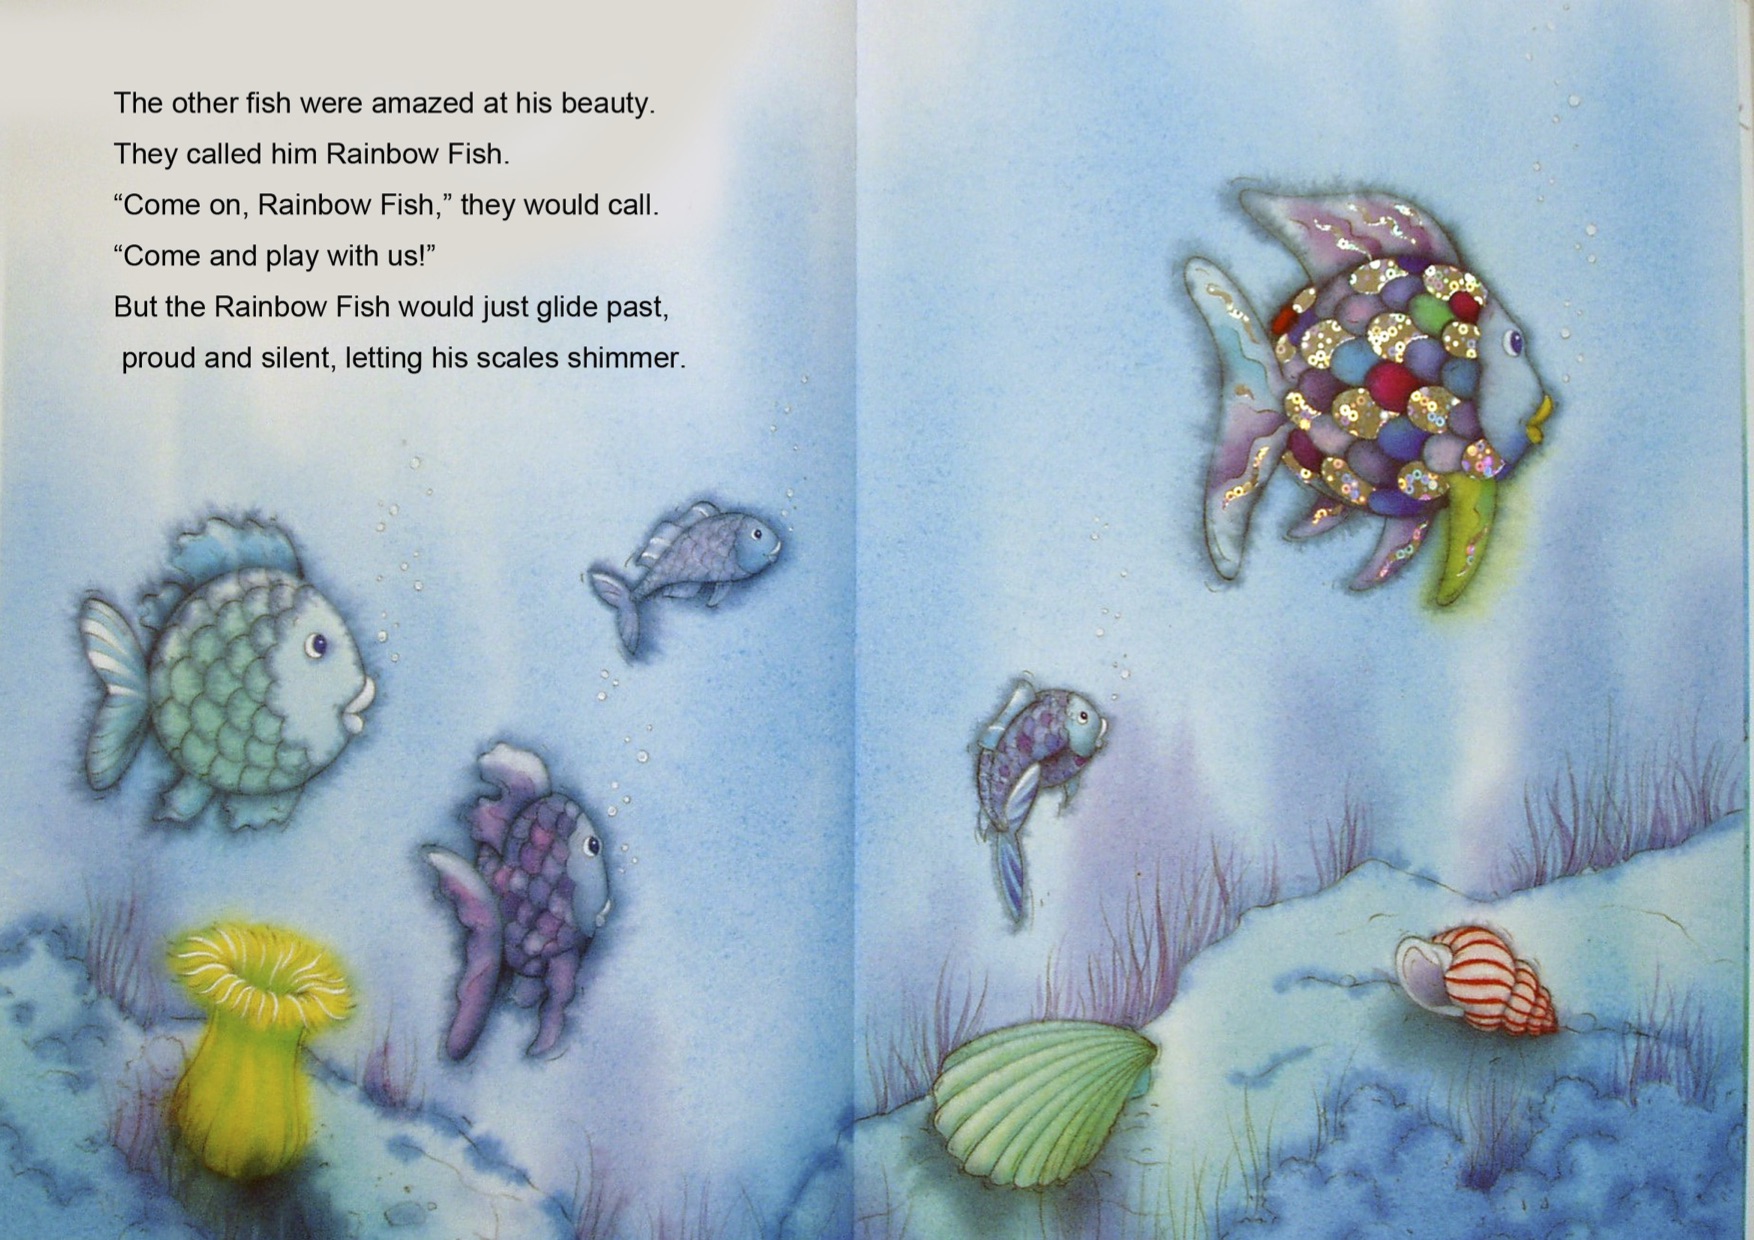 The other fish were amazed at his beauty.
They called him Rainbow Fish.
“Come on, Rainbow Fish,” they would call.
“Come and play with us!”
But the Rainbow Fish would just glide past,
proud and silent, letting his scales shimmer.